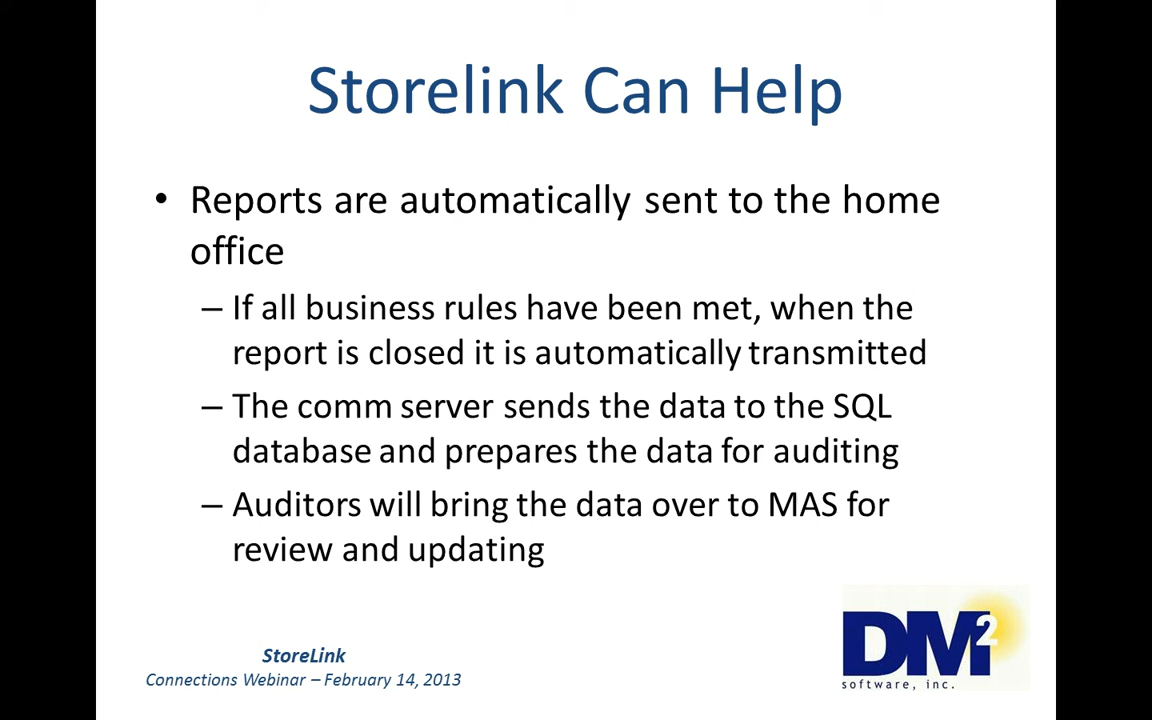 Storelink Can Help
• Reports are automatically sent to the home
office
– If all business rules have been met, when the
report is closed it is automatically transmitted
– The comm server sends the data to the SQL
database and prepares the data for auditing
– Auditors will bring the data over to MAS for
review and updating
StoreLink
Connections Webinar – February 14, 2013
DM2
software, inc.